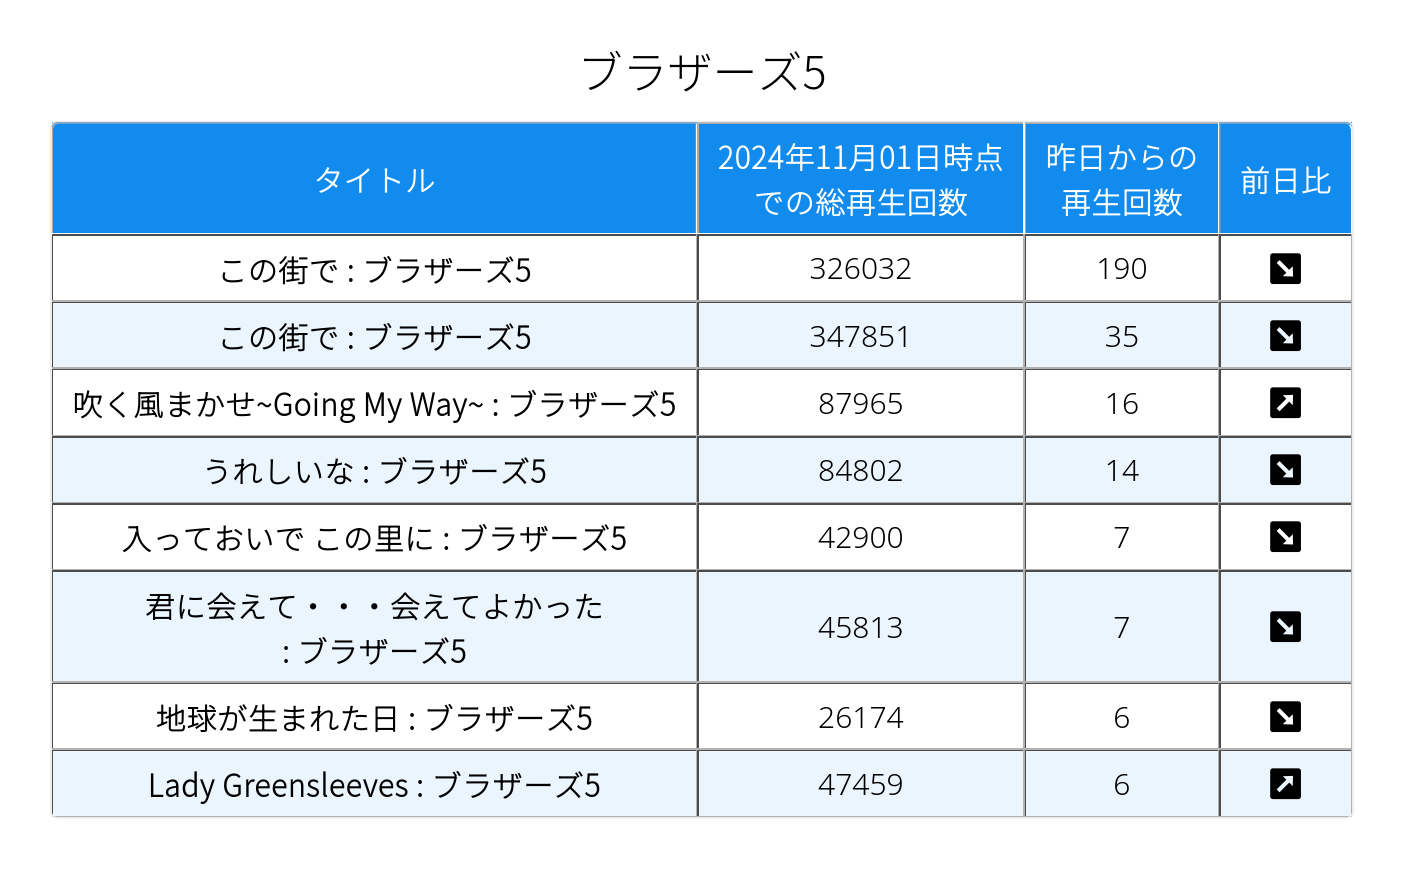 ブラザーズ5
タイトル
2024年11月01日時点
での総再生回数
昨日からの
再生回数
前日比
この街で : ブラザーズ5 326032 190 ↘
この街で : ブラザーズ5 347851 35 ↘
吹く風まかせ~Going My Way~ : ブラザーズ5 87965 16 ↗
うれしいな : ブラザーズ5 84802 14 ↘
入っておいで この里に : ブラザーズ5 42900 7 ↘
君に会えて・・・会えてよかった
: ブラザーズ5 45813 7 ↘
地球が生まれた日 : ブラザーズ5 26174 6 ↘
Lady Greensleeves : ブラザーズ5 47459 6 ↗